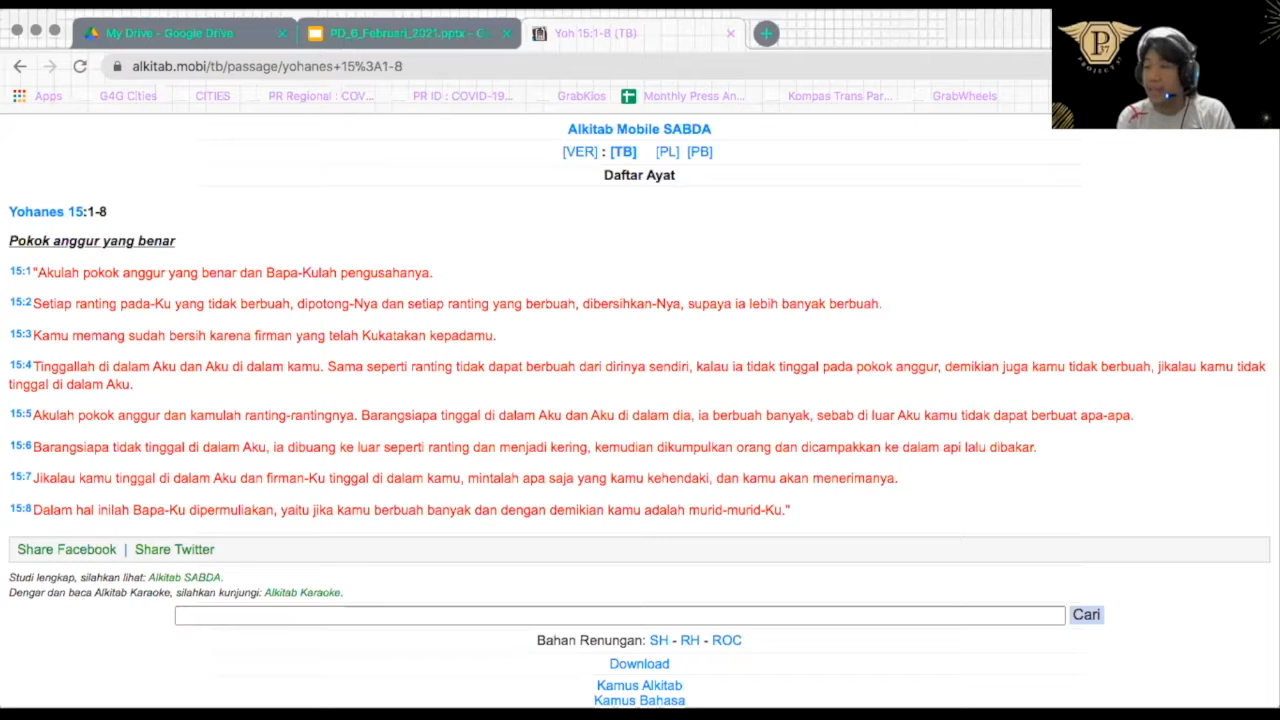 My Drive - Google Drive
PD_6_Februari_2021.pptx - G
Yoh 15:1-8 (TB)
alkitab.mobi/tb/passage/yohanes+15%3A1-8
Apps
G4G Cities
CITIES
PR Regional : COV...
PR ID : COVID-19...
GrabKios
Monthly Press An...
Kompas Trans Par...
GrabWheels
P
PROJECT
Alkitab Mobile SABDA
[VER] : [TB] [PL] [PB]
Daftar Ayat
Yohanes 15:1-8
Pokok anggur yang benar
15:1 "Akulah pokok anggur yang benar dan Bapa-Kulah pengusahanya.
15:2 Setiap ranting pada-Ku yang tidak berbuah, dipotong-Nya dan setiap ranting yang berbuah, dibersihkan-Nya, supaya ia lebih banyak berbuah.
15:3 Kamu memang sudah bersih karena firman yang telah Kukatakan kepadamu.
15:4 Tinggallah di dalam Aku dan Aku di dalam kamu. Sama seperti ranting tidak dapat berbuah dari dirinya sendiri, kalau ia tidak tinggal pada pokok anggur, demikian juga kamu tidak berbuah, jikalau kamu tidak
tinggal di dalam Aku.
15:5 Akulah pokok anggur dan kamulah ranting-rantingnya. Barangsiapa tinggal di dalam Aku dan Aku di dalam dia, ia berbuah banyak, sebab di luar Aku kamu tidak dapat berbuat apa-apa.
15:6 Barangsiapa tidak tinggal di dalam Aku, ia dibuang ke luar seperti ranting dan menjadi kering, kemudian dikumpulkan orang dan dicampakkan ke dalam api lalu dibakar.
15:7 Jikalau kamu tinggal di dalam Aku dan firman-Ku tinggal di dalam kamu, mintalah apa saja yang kamu kehendaki, dan kamu akan menerimanya.
15:8 Dalam hal inilah Bapa-Ku dipermuliakan, yaitu jika kamu berbuah banyak dan dengan demikian kamu adalah murid-murid-Ku."
Share Facebook | Share Twitter
Studi lengkap, silahkan lihat: Alkitab SABDA.
Dengar dan baca Alkitab Karaoke, silahkan kunjungi: Alkitab Karaoke.
Cari
Bahan Renungan: SH - RH - ROC
Download
Kamus Alkitab
Kamus Bahasa